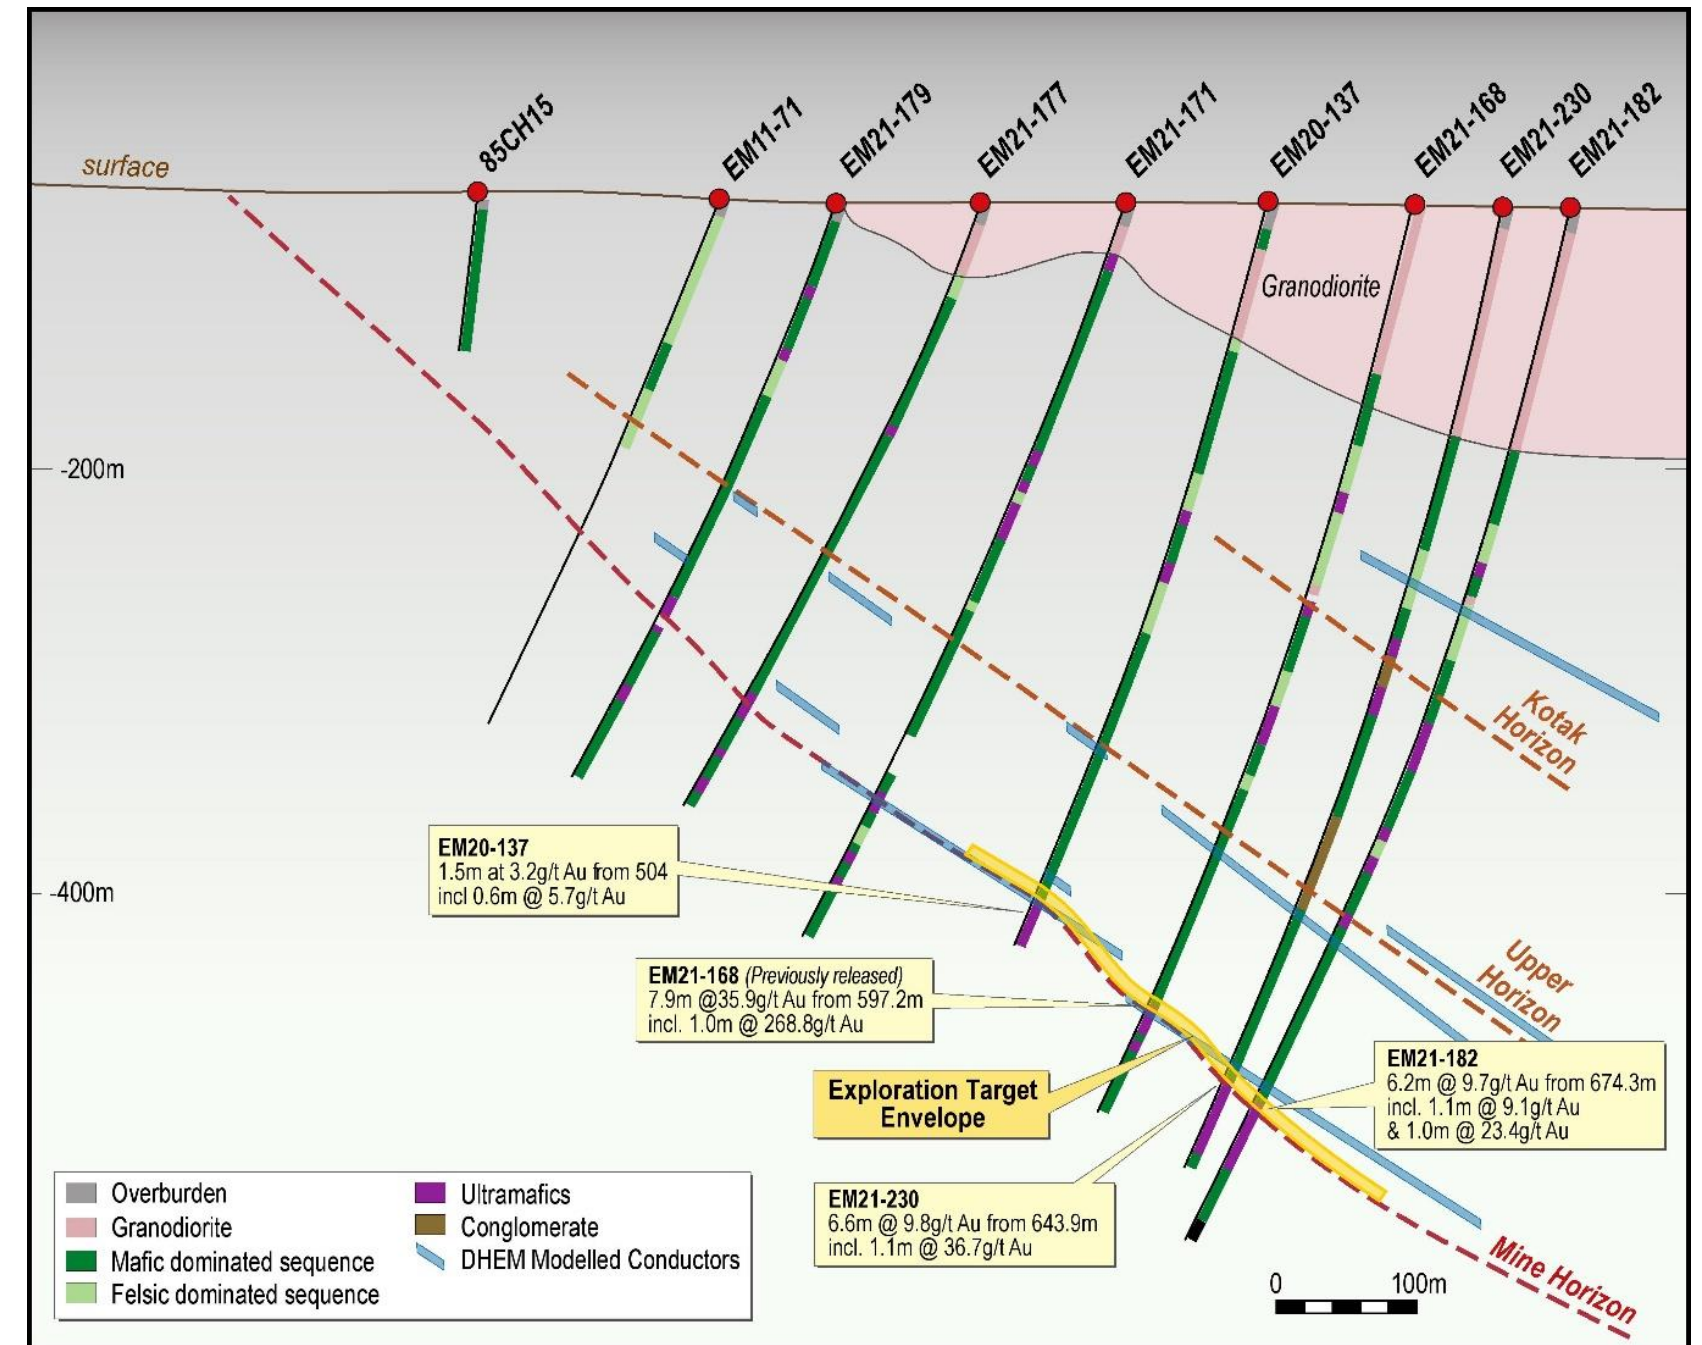 surface
85CH15
EM11-71
EM21-179
EM21-177
EM21-171
EM20-137
EM21-168
EM21-230
EM21-182
Granodiorite
-200m
Kotak
Horizon
-400m
EM20-137
1.5m at 3.2g/t Au from 504
incl 0.6m @ 5.7g/t Au
Upper
Horizon
EM21-168 (Previously released)
7.9m @35.9g/t Au from 597.2m
incl. 1.0m @ 268.8g/t Au
EM21-182
6.2m @ 9.7g/t Au from 674.3m
incl. 1.1m @ 9.1g/t Au
& 1.0m @ 23.4g/t Au
Exploration Target
Envelope
EM21-230
6.6m @ 9.8g/t Au from 643.9m
incl. 1.1m @ 36.7g/t Au
Overburden
Granodiorite
Mafic dominated sequence
Felsic dominated sequence
Ultramafics
Conglomerate
DHEM Modelled Conductors
0 100m
Mine Horizon